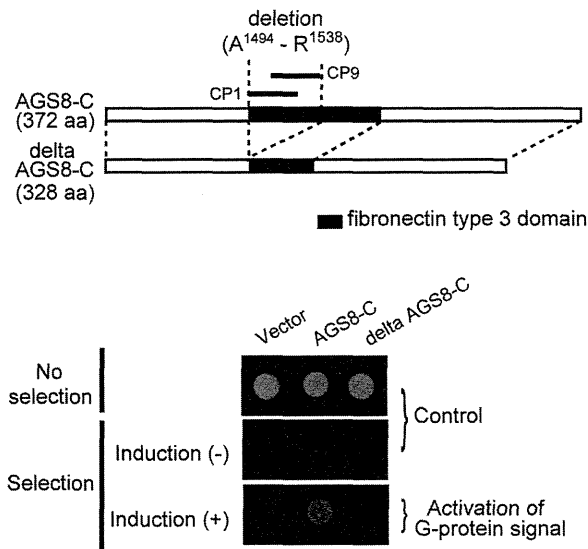 deletion
(A1494 - R1538)
CP9
CP1
AGS8-C
(372 aa)
delta
AGS8-C
(328 aa)
fibronectin type 3 domain
Vector
AGS8-C
delta AGS8-C
No
selection
Control
Induction (-)
Selection
Induction (+)
Activation of
G-protein signal